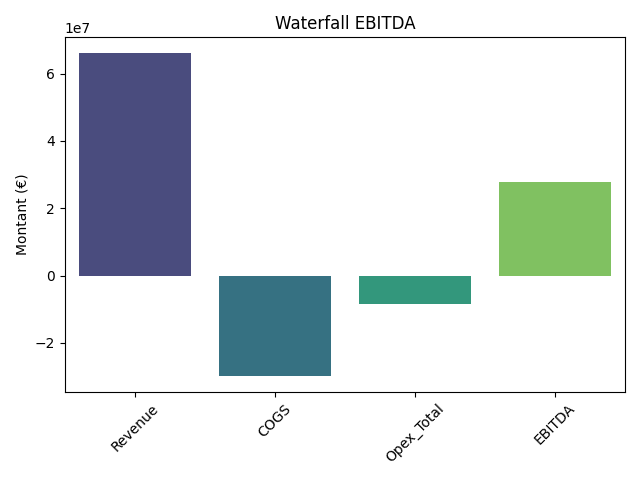 Waterfall EBITDA
1e7
Montant (€)
6
4
2
0
−2
Revenue
COGS
Opex_Total
EBITDA